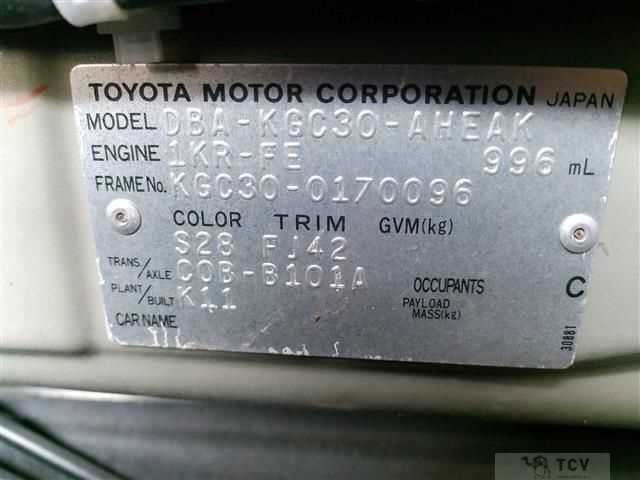 TOYOTA MOTOR CORPORATION JAPAN
MODEL DBA-KGC30-AHEAK
ENGINE 1KR-FE 996 mL
FRAME No. KGC30-0170096
COLOR TRIM GVM(kg)
S28 FJ42
TRANS./AXLE C0B-B101A OCCUPANTS C
PLANT/BUILT K11 PAYLOAD MASS(kg)
CAR NAME
30881
TCV